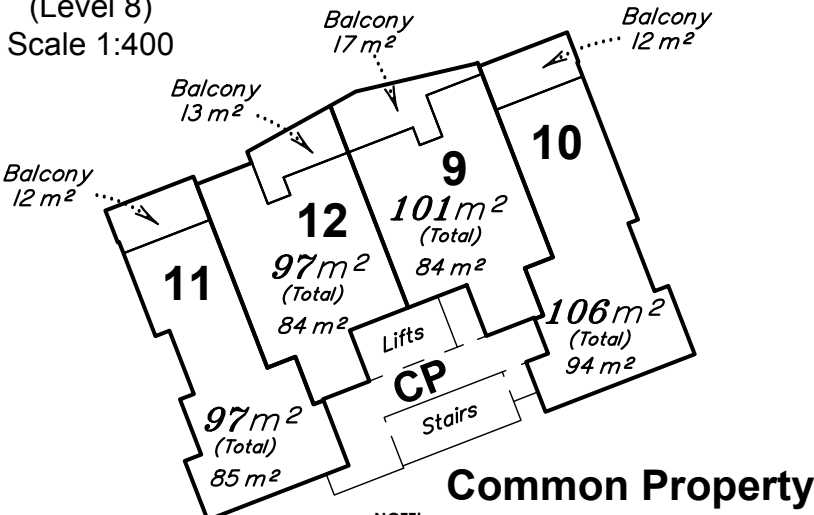 (Level 8)
Scale 1:400
Balcony
17 m²
Balcony
12 m²
Balcony
13 m²
Balcony
12 m²
10
9
101 m²
(Total)
84 m²
12
97 m²
(Total)
84 m²
11
97 m²
(Total)
85 m²
106 m²
(Total)
94 m²
Lifts
CP
Stairs
Common Property